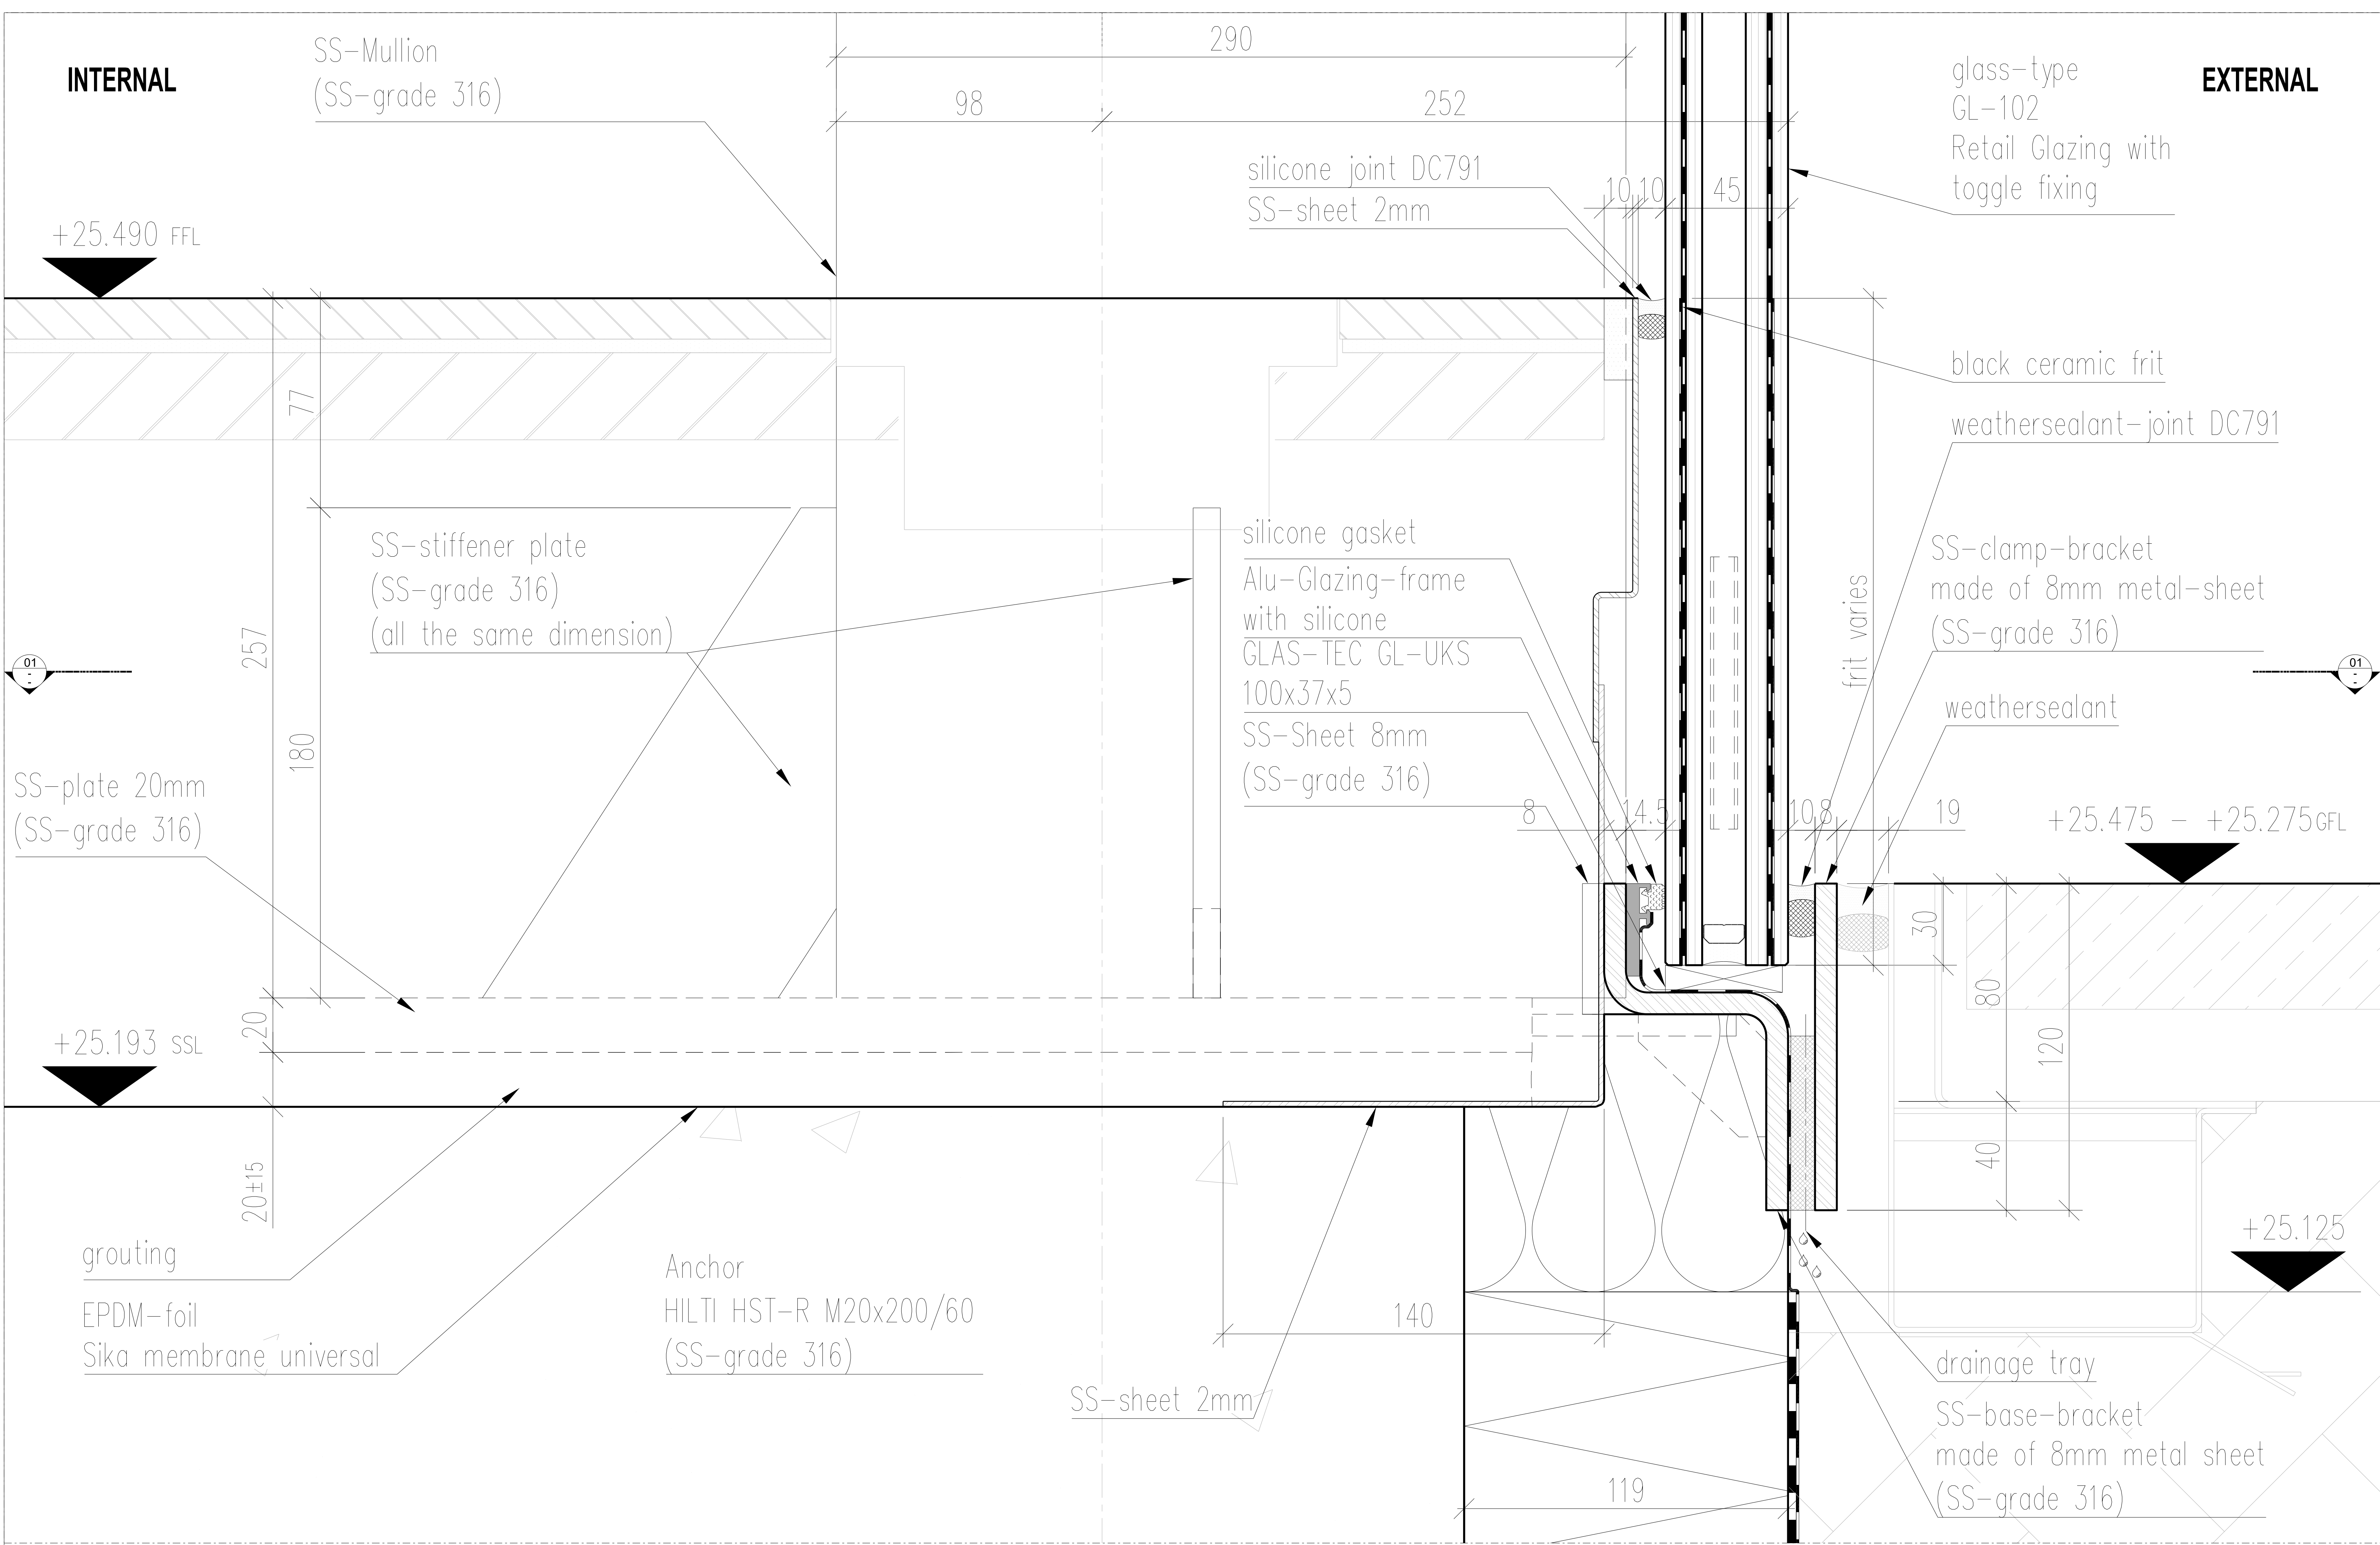 INTERNAL
SS-Mullion
(SS-grade 316)
290
98
252
EXTERNAL
glass-type
GL-102
Retail Glazing with
toggle fixing
silicone joint DC791
SS-sheet 2mm
10
10
45
+25.490 FFL
black ceramic frit
weathersealant-joint DC791
77
257
180
SS-stiffener plate
(SS-grade 316)
(all the same dimension)
silicone gasket
Alu-Glazing-frame
with silicone
GLAS-TEC GL-UKS
100x37x5
SS-Sheet 8mm
(SS-grade 316)
frit varies
SS-clamp-bracket
made of 8mm metal-sheet
(SS-grade 316)
weathersealant
01
-
-
01
-
-
SS-plate 20mm
(SS-grade 316)
8
14.5
10
8
19
+25.475 - +25.275 GFL
30
80
120
40
20
+25.193 SSL
20±15
grouting
EPDM-foil
Sika membrane universal
Anchor
HILTI HST-R M20x200/60
(SS-grade 316)
140
SS-sheet 2mm
119
+25.125
drainage tray
SS-base-bracket
made of 8mm metal sheet
(SS-grade 316)